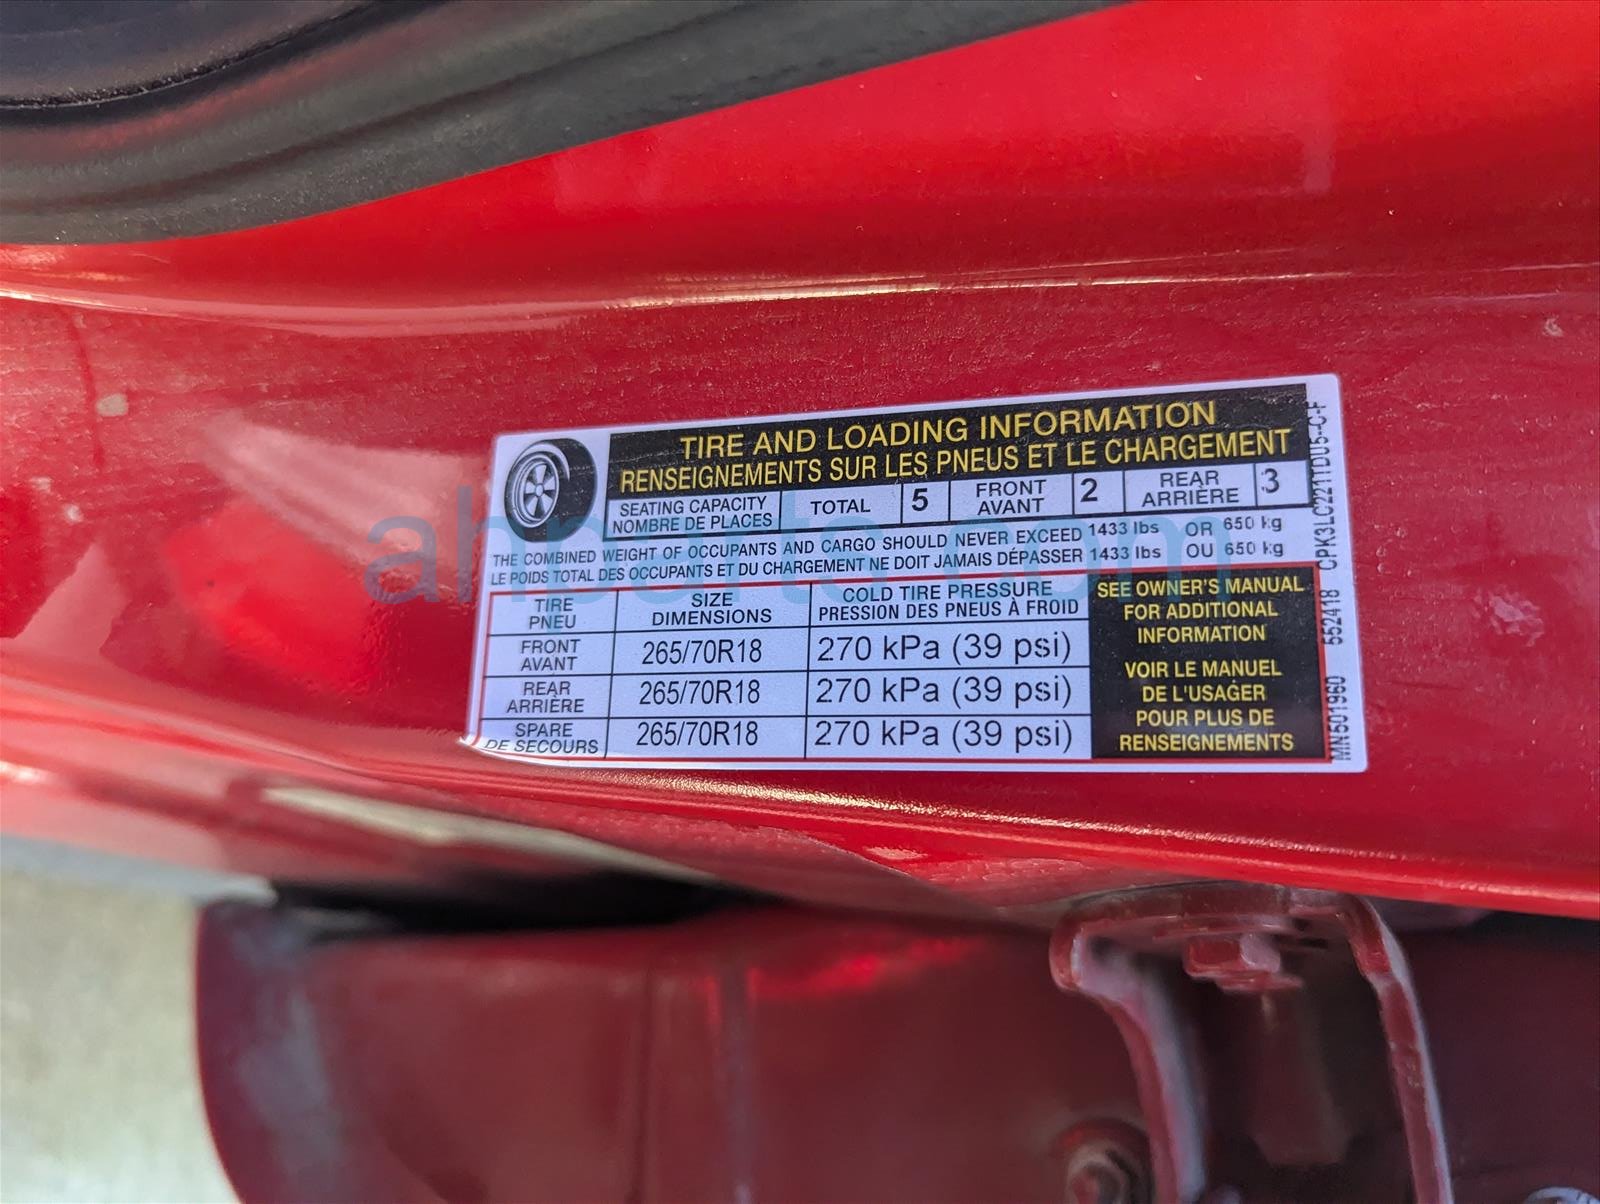 TIRE AND LOADING INFORMATION
RENSEIGNEMENTS SUR LES PNEUS ET LE CHARGEMENT
SEATING CAPACITY
NOMBRE DE PLACES
TOTAL
5
FRONT
AVANT
2
REAR
ARRIÈRE
3
THE COMBINED WEIGHT OF OCCUPANTS AND CARGO SHOULD NEVER EXCEED 1433 lbs OR 650 kg
LE POIDS TOTAL DES OCCUPANTS ET DU CHARGEMENT NE DOIT JAMAIS DÉPASSER 1433 lbs OU 650 kg
TIRE
PNEU
SIZE
DIMENSIONS
COLD TIRE PRESSURE
PRESSION DES PNEUS À FROID
FRONT
AVANT
265/70R18
270 kPa (39 psi)
REAR
ARRIÈRE
265/70R18
270 kPa (39 psi)
SPARE
DE SECOURS
265/70R18
270 kPa (39 psi)
SEE OWNER'S MANUAL
FOR ADDITIONAL
INFORMATION
VOIR LE MANUEL
DE L'USAGER
POUR PLUS DE
RENSEIGNEMENTS
MN501960 552418
ahparts.com